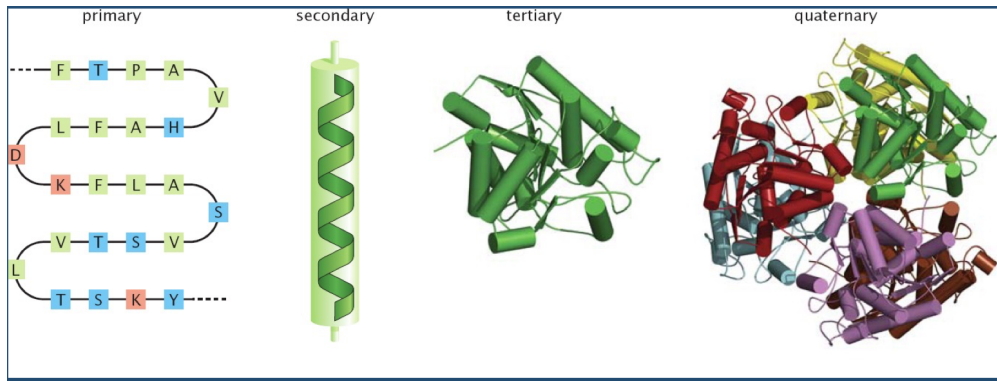 primary secondary tertiary quaternary
F T P A
V
L F A H
D
K F L A
S
V T S V
L
T S K Y